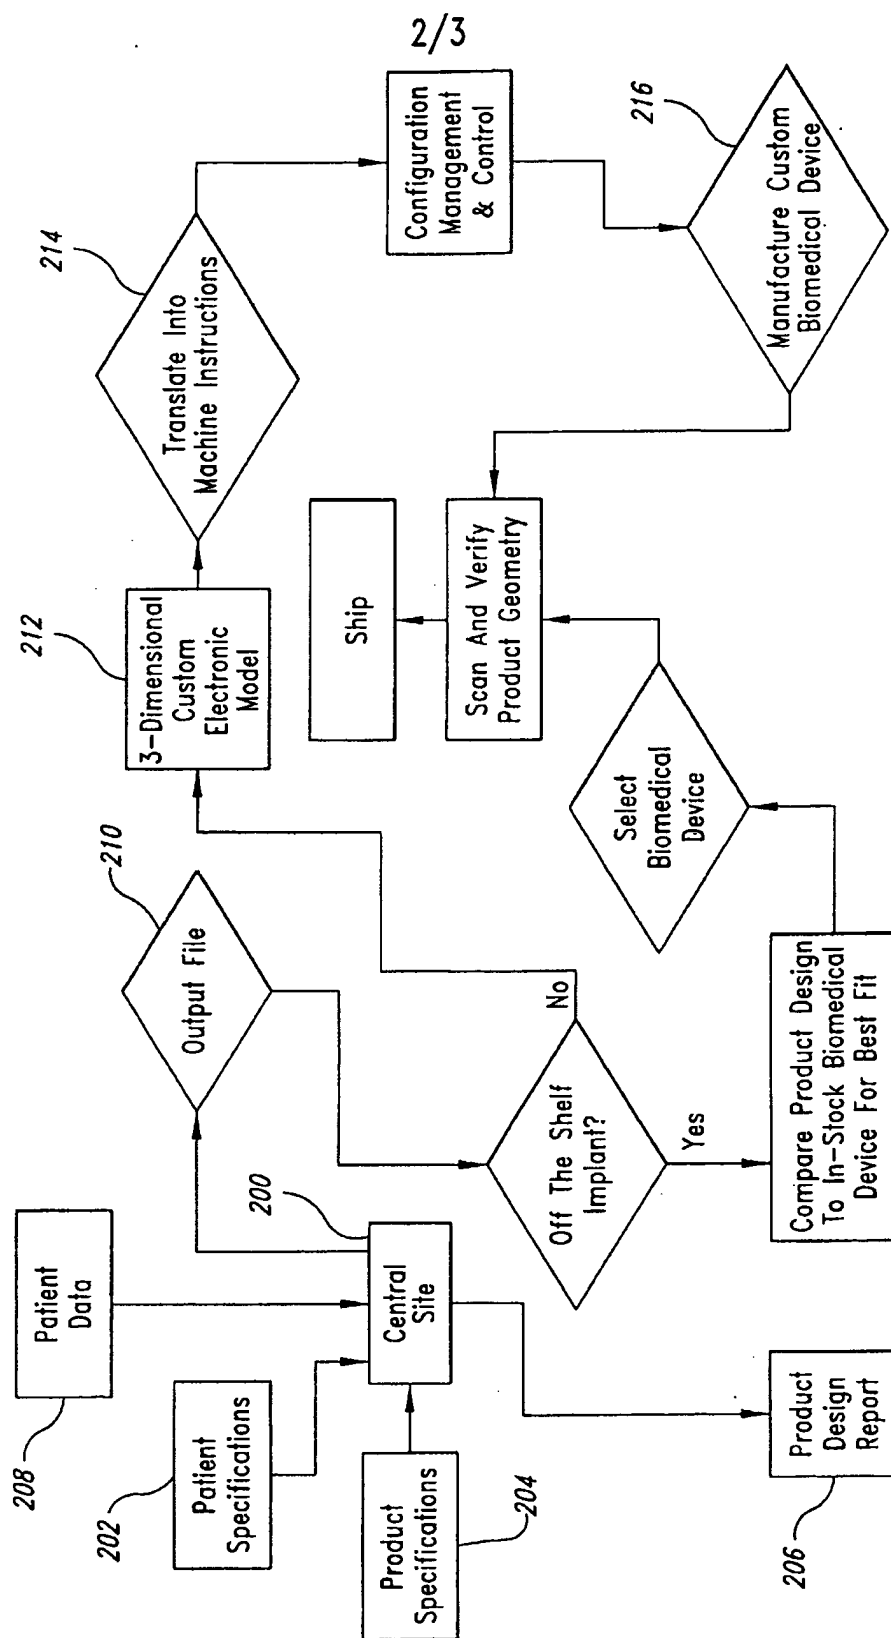 2/3
208
Patient
Data
202
Patient
Specifications
Product
Specifications
204
200
Central
Site
206
Product
Design
Report
210
Output File
Off The Shelf
Implant?
No
Yes
Compare Product Design
To In-Stock Biomedical
Device For Best Fit
Select
Biomedical
Device
212
3-Dimensional
Custom
Electronic
Model
214
Translate Into
Machine Instructions
Configuration
Management
& Control
216
Manufacture Custom
Biomedical Device
Scan And Verify
Product Geometry
Ship